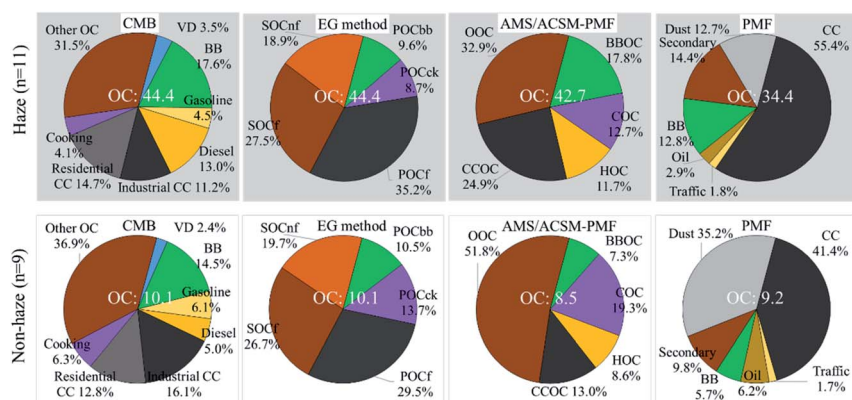 Haze (n=11)
CMB
VD 3.5%
BB
17.6%
Gasoline
4.5%
Diesel
13.0%
Industrial CC 11.2%
Residential
CC 14.7%
Cooking
4.1%
Other OC
31.5%
OC: 44.4
EG method
POCbb
9.6%
POCck
8.7%
POCf
35.2%
SOCf
27.5%
SOCnf
18.9%
OC: 44.4
AMS/ACSM-PMF
OOC
32.9%
BBOC
17.8%
COC
12.7%
HOC
11.7%
CCOC
24.9%
OC: 42.7
PMF
Dust 12.7%
Secondary
14.4%
CC
55.4%
BB
12.8%
Oil
2.9%
Traffic 1.8%
OC: 34.4
Non-haze (n=9)
CMB
VD 2.4%
BB
14.5%
Gasoline
6.1%
Diesel
5.0%
Industrial CC
16.1%
Residential
CC 12.8%
Cooking
6.3%
Other OC
36.9%
OC: 10.1
EG method
POCbb
10.5%
POCck
13.7%
POCf
29.5%
SOCf
26.7%
SOCnf
19.7%
OC: 10.1
AMS/ACSM-PMF
OOC
51.8%
BBOC
7.3%
COC
19.3%
HOC
8.6%
CCOC 13.0%
OC: 8.5
PMF
Dust 35.2%
CC
41.4%
Secondary
9.8%
BB
5.7%
Oil
6.2%
Traffic
1.7%
OC: 9.2